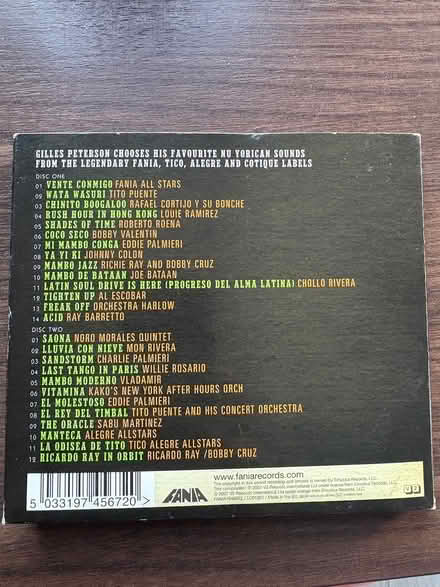 GILLES PETERSON CHOOSES HIS FAVOURITE NU YORICAN SOUNDS
FROM THE LEGENDARY FANIA, TICO, ALEGRE AND COTIQUE LABELS
DISC ONE
01 VENTE CONMIGO FANIA ALL STARS
02 WATA WASURI TITO PUENTE
03 CHINITO BOOGALOO RAFAEL CORTIJO Y SU BONCHE
04 RUSH HOUR IN HONG KONG LOUIE RAMIREZ
05 SHADES OF TIME ROBERTO ROENA
06 COCO SECO BOBBY VALENTIN
07 MI MAMBO CONGA EDDIE PALMIERI
08 YA YI KI JOHNNY COLON
09 MAMBO JAZZ RICHIE RAY AND BOBBY CRUZ
10 MAMBO DE BATAAN JOE BATAAN
11 LATIN SOUL DRIVE IS HERE (PROGRESO DEL ALMA LATINA) CHOLLO RIVERA
12 TIGHTEN UP AL ESCOBAR
13 FREAK OFF ORCHESTRA HARLOW
14 ACID RAY BARRETTO
DISC TWO
01 SAONA NORO MORALES QUINTET
02 LLUVIA CON NIEVE MON RIVERA
03 SANDSTORM CHARLIE PALMIERI
04 LAST TANGO IN PARIS WILLIE ROSARIO
05 MAMBO MODERNO VLADAMIR
06 VITAMINA KAKO'S NEW YORK AFTER HOURS ORCH
07 EL MOLESTOSO EDDIE PALMIERI
08 EL REY DEL TIMBAL TITO PUENTE AND HIS CONCERT ORCHESTRA
09 THE ORACLE SABU MARTINEZ
10 MANTECA ALEGRE ALLSTARS
11 LA ODISEA DE TITO TICO ALEGRE ALLSTARS
12 RICARDO RAY IN ORBIT RICARDO RAY /BOBBY CRUZ
www.faniarecords.com
5 033197 456720 >
FANIA